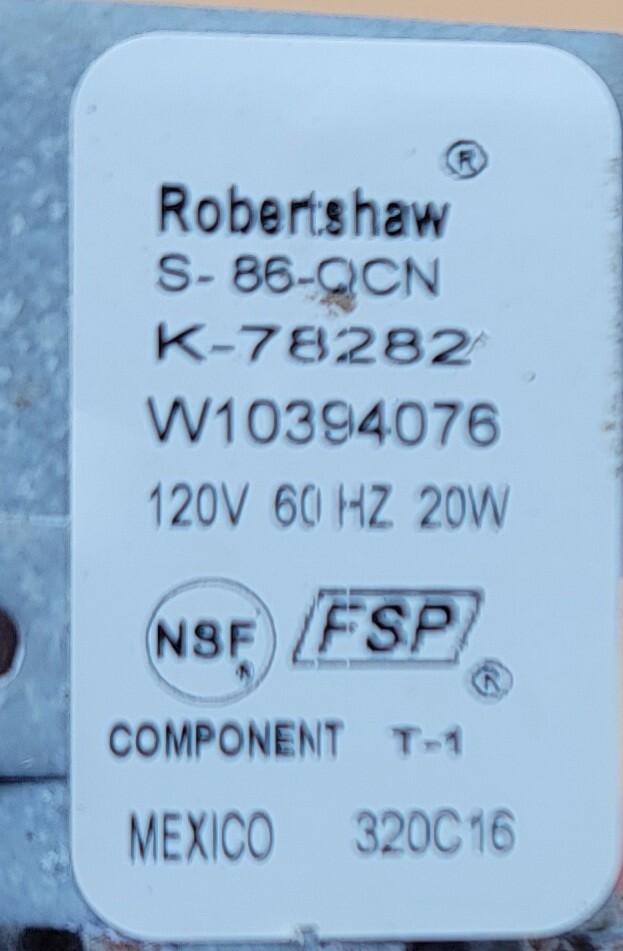 ®
Robertshaw
S- 86-QCN
K-78282
W10394076
120V 60 HZ 20W
NSF FSP
®
COMPONENT T-1
MEXICO 320C16